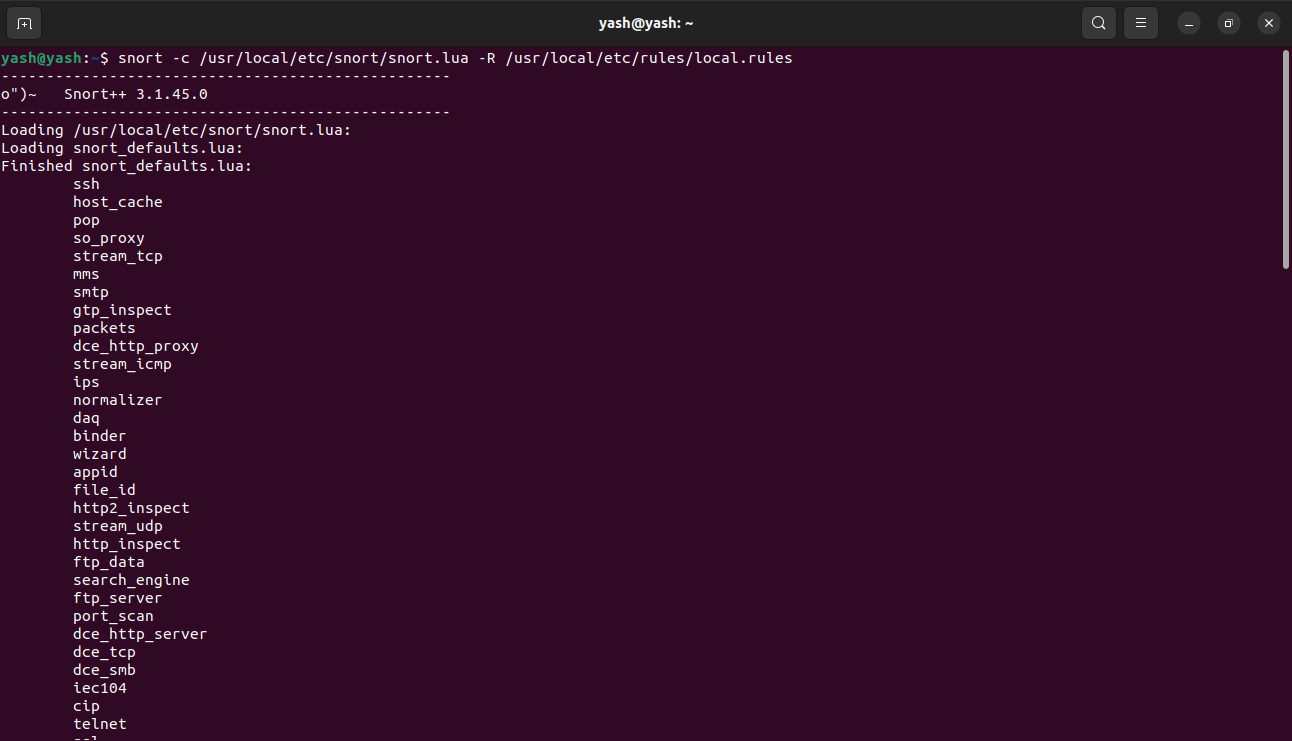 yash@yash: ~
yash@yash:~$ snort -c /usr/local/etc/snort/snort.lua -R /usr/local/etc/rules/local.rules
--------------------------------------------------
o")~   Snort++ 3.1.45.0
--------------------------------------------------
Loading /usr/local/etc/snort/snort.lua:
Loading snort_defaults.lua:
Finished snort_defaults.lua:
        ssh
        host_cache
        pop
        so_proxy
        stream_tcp
        mms
        smtp
        gtp_inspect
        packets
        dce_http_proxy
        stream_icmp
        ips
        normalizer
        daq
        binder
        wizard
        appid
        file_id
        http2_inspect
        stream_udp
        http_inspect
        ftp_data
        search_engine
        ftp_server
        port_scan
        dce_http_server
        dce_tcp
        dce_smb
        iec104
        cip
        telnet